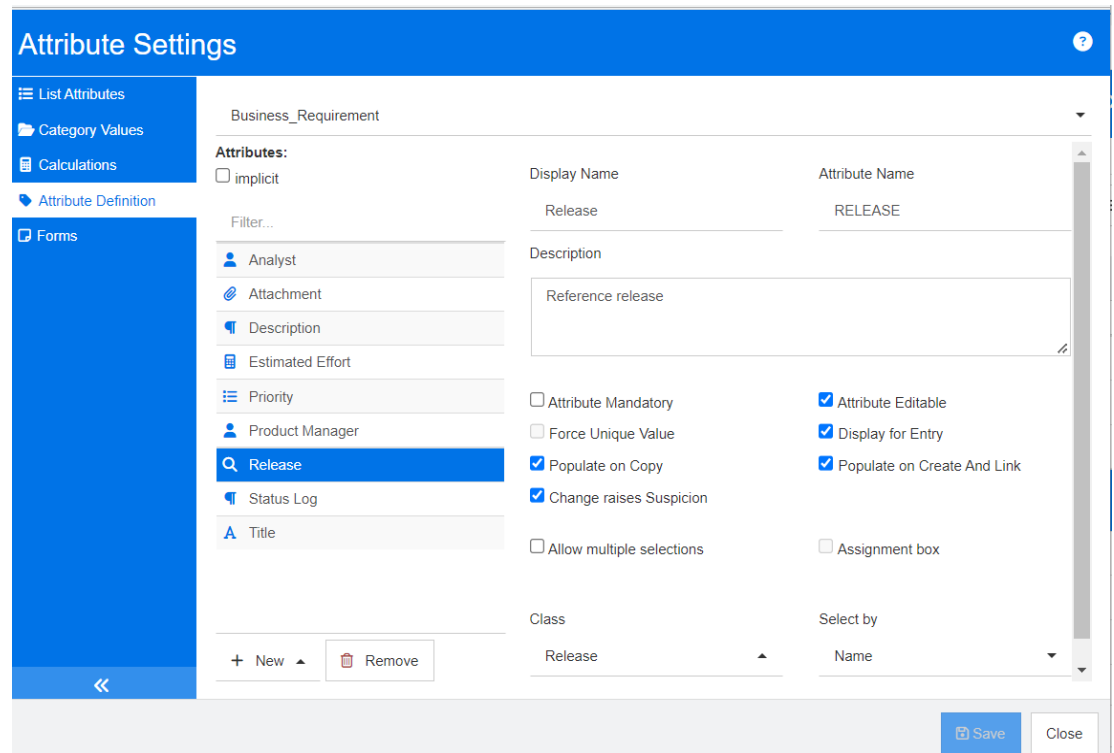 Attribute Settings
?
List Attributes
Category Values
Calculations
Attribute Definition
Forms
Business_Requirement
Attributes:
implicit
Filter...
Analyst
Attachment
Description
Estimated Effort
Priority
Product Manager
Release
Status Log
A Title
+ New
Remove
Display Name
Attribute Name
Release
RELEASE
Description
Reference release
Attribute Mandatory
Attribute Editable
Force Unique Value
Display for Entry
Populate on Copy
Populate on Create And Link
Change raises Suspicion
Allow multiple selections
Assignment box
Class
Select by
Release
Name
Save
Close